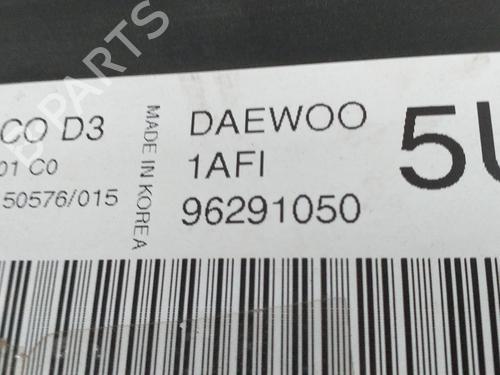 CO D3
01 C0
50576/015
MADE IN KOREA
DAEWOO
1AFI
96291050
5U
B PARTS